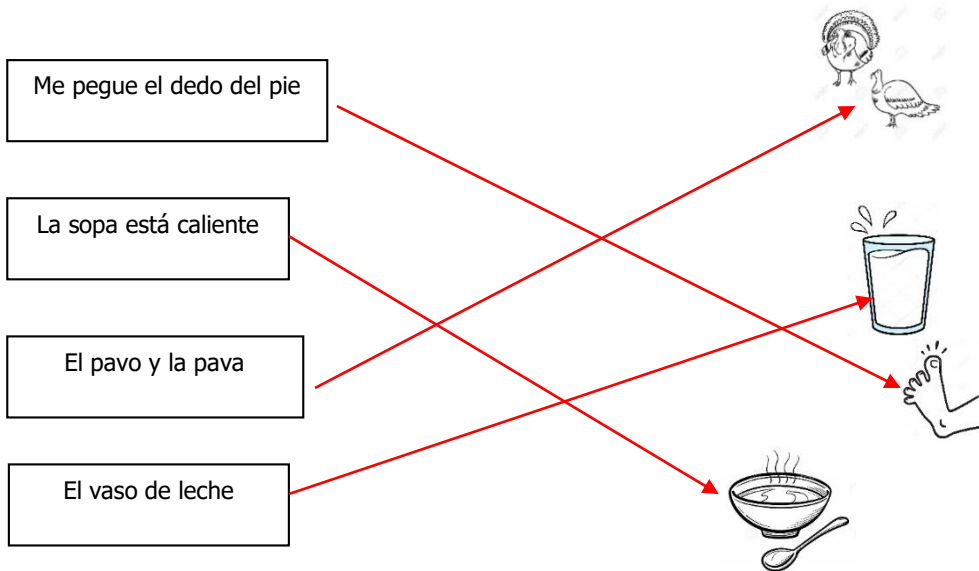 Me pegue el dedo del pie
La sopa está caliente
El pavo y la pava
El vaso de leche